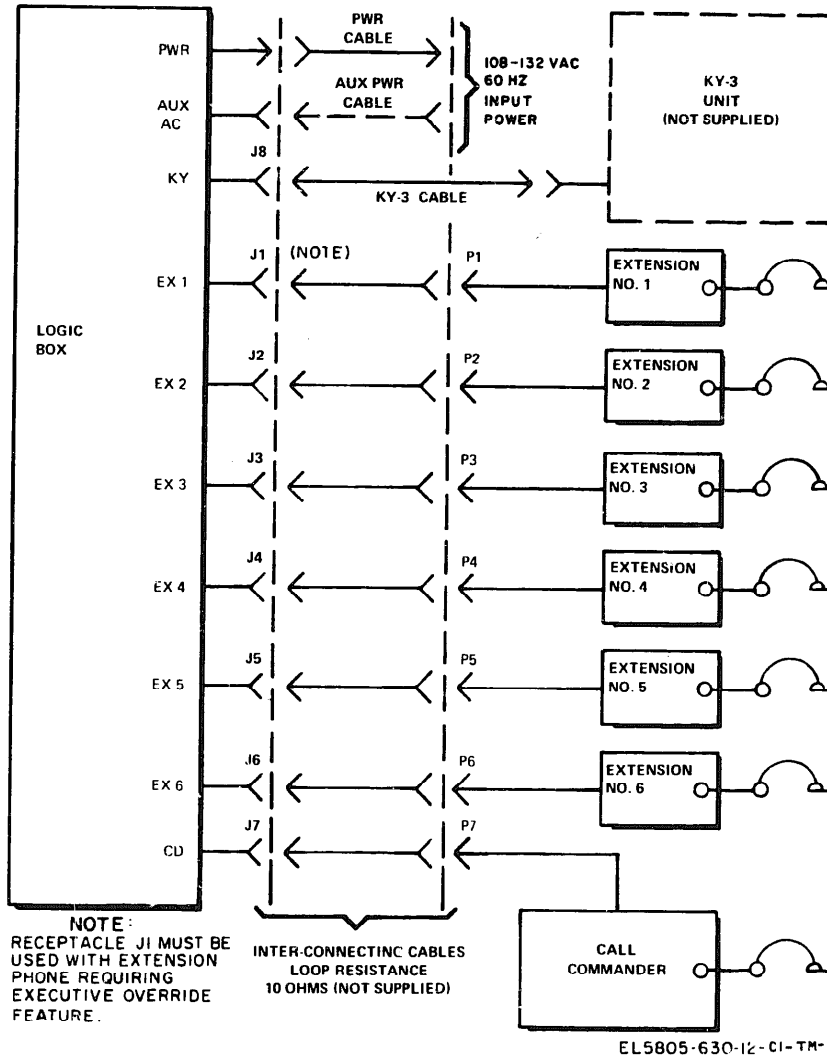 PWR
CABLE
PWR
108-132 VAC
60 HZ
INPUT
POWER
AUX PWR
CABLE
AUX
AC
KY-3
UNIT
(NOT SUPPLIED)
J8
KY
KY-3 CABLE
J1
(NOTE)
P1
EX 1
EXTENSION
NO. 1
LOGIC
BOX
J2
P2
EX 2
EXTENSION
NO. 2
J3
P3
EX 3
EXTENSION
NO. 3
J4
P4
EX 4
EXTENSION
NO. 4
J5
P5
EX 5
EXTENSION
NO. 5
J6
P6
EX 6
EXTENSION
NO. 6
J7
P7
CD
NOTE:
RECEPTACLE J1 MUST BE
USED WITH EXTENSION
PHONE REQUIRING
EXECUTIVE OVERRIDE
FEATURE.
INTER-CONNECTING CABLES
LOOP RESISTANCE
10 OHMS (NOT SUPPLIED)
CALL
COMMANDER
EL5805-630-12-C1-TM-